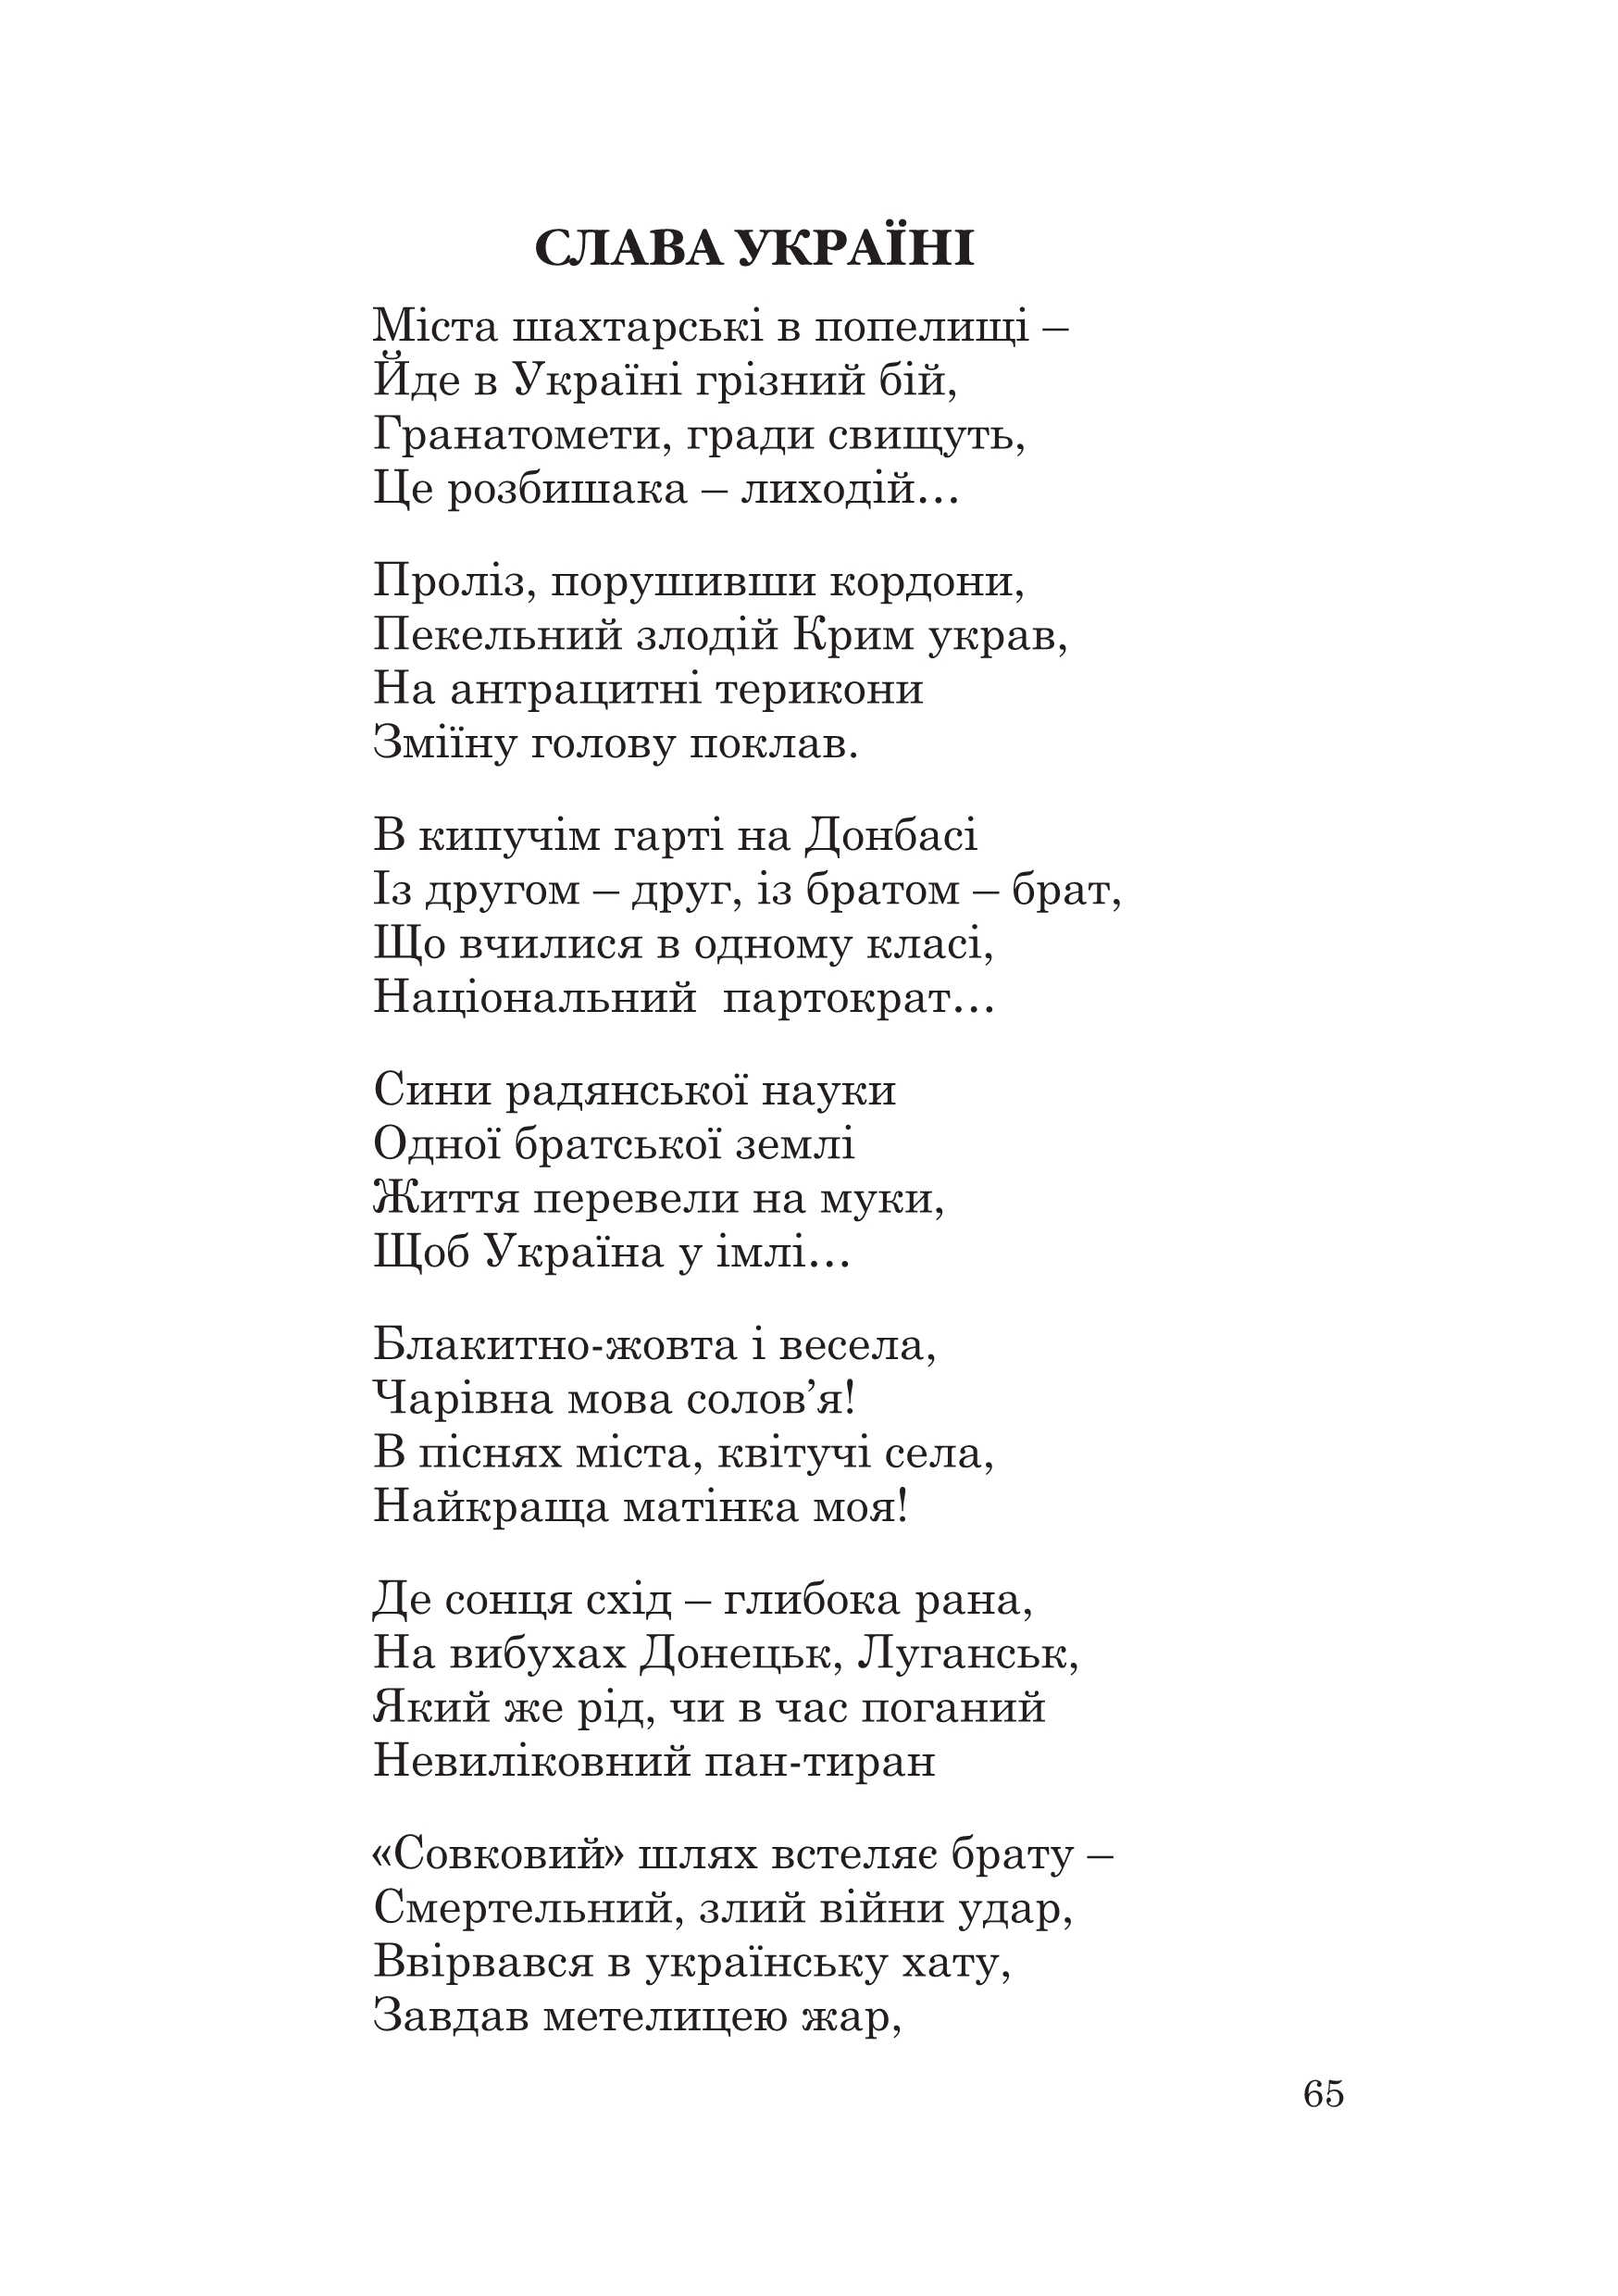 СЛАВА УКРАЇНІ
Міста шахтарські в попелищі –
Йде в Україні грізний бій,
Гранатомети, гради свищуть,
Це розбишака – лиходій…
Проліз, порушивши кордони,
Пекельний злодій Крим украв,
На антрацитні терикони
Зміїну голову поклав.
В кипучім гарті на Донбасі
Із другом – друг, із братом – брат,
Що вчилися в одному класі,
Національний  партократ…
Сини радянської науки
Одної братської землі
Життя перевели на муки,
Щоб Україна у імлі…
Блакитно-жовта і весела,
Чарівна мова солов’я!
В піснях міста, квітучі села,
Найкраща матінка моя!
Де сонця схід – глибока рана,
На вибухах Донецьк, Луганськ,
Який же рід, чи в час поганий
Невиліковний пан-тиран
«Совковий» шлях встеляє брату –
Смертельний, злий війни удар,
Ввірвався в українську хату,
Завдав метелицею жар,
65